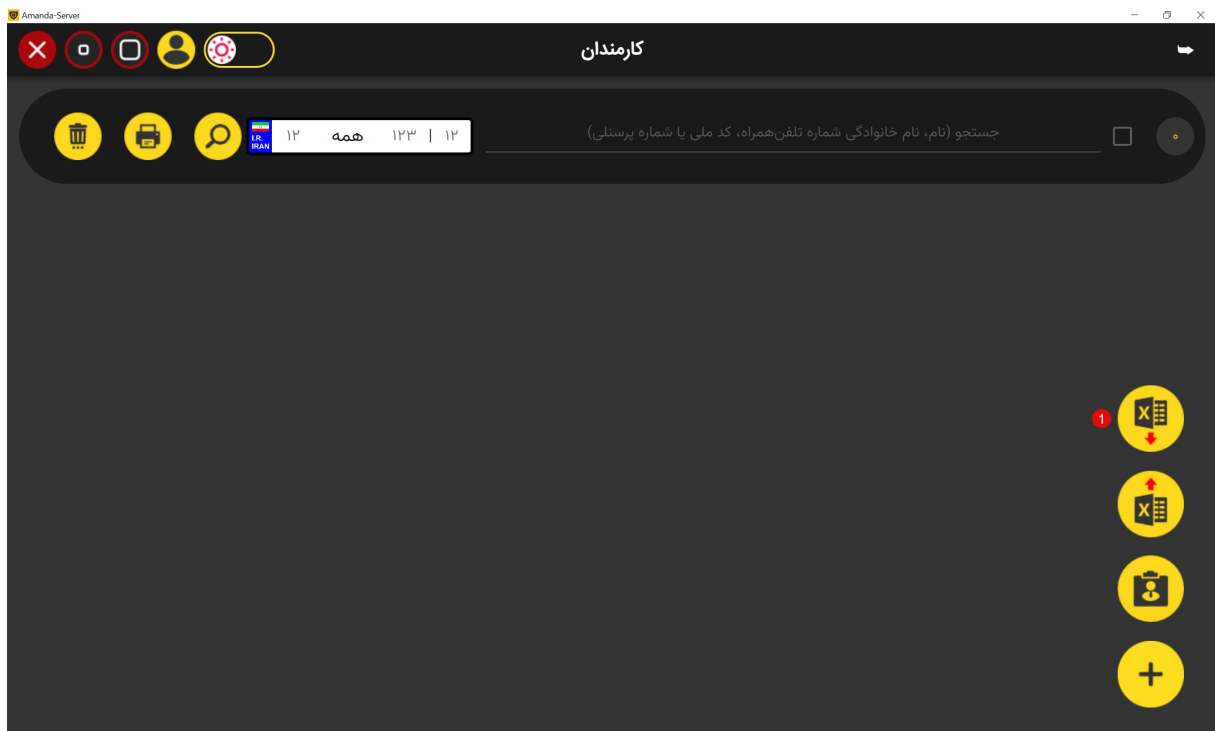 Amanda-Server
کارمندان
جستجو (نام، نام خانوادگی شماره تلفن‌همراه، کد ملی یا شماره پرسنلی)
۱۲ | ۱۲۳ همه ۱۲
I.R.
IRAN
۰
1